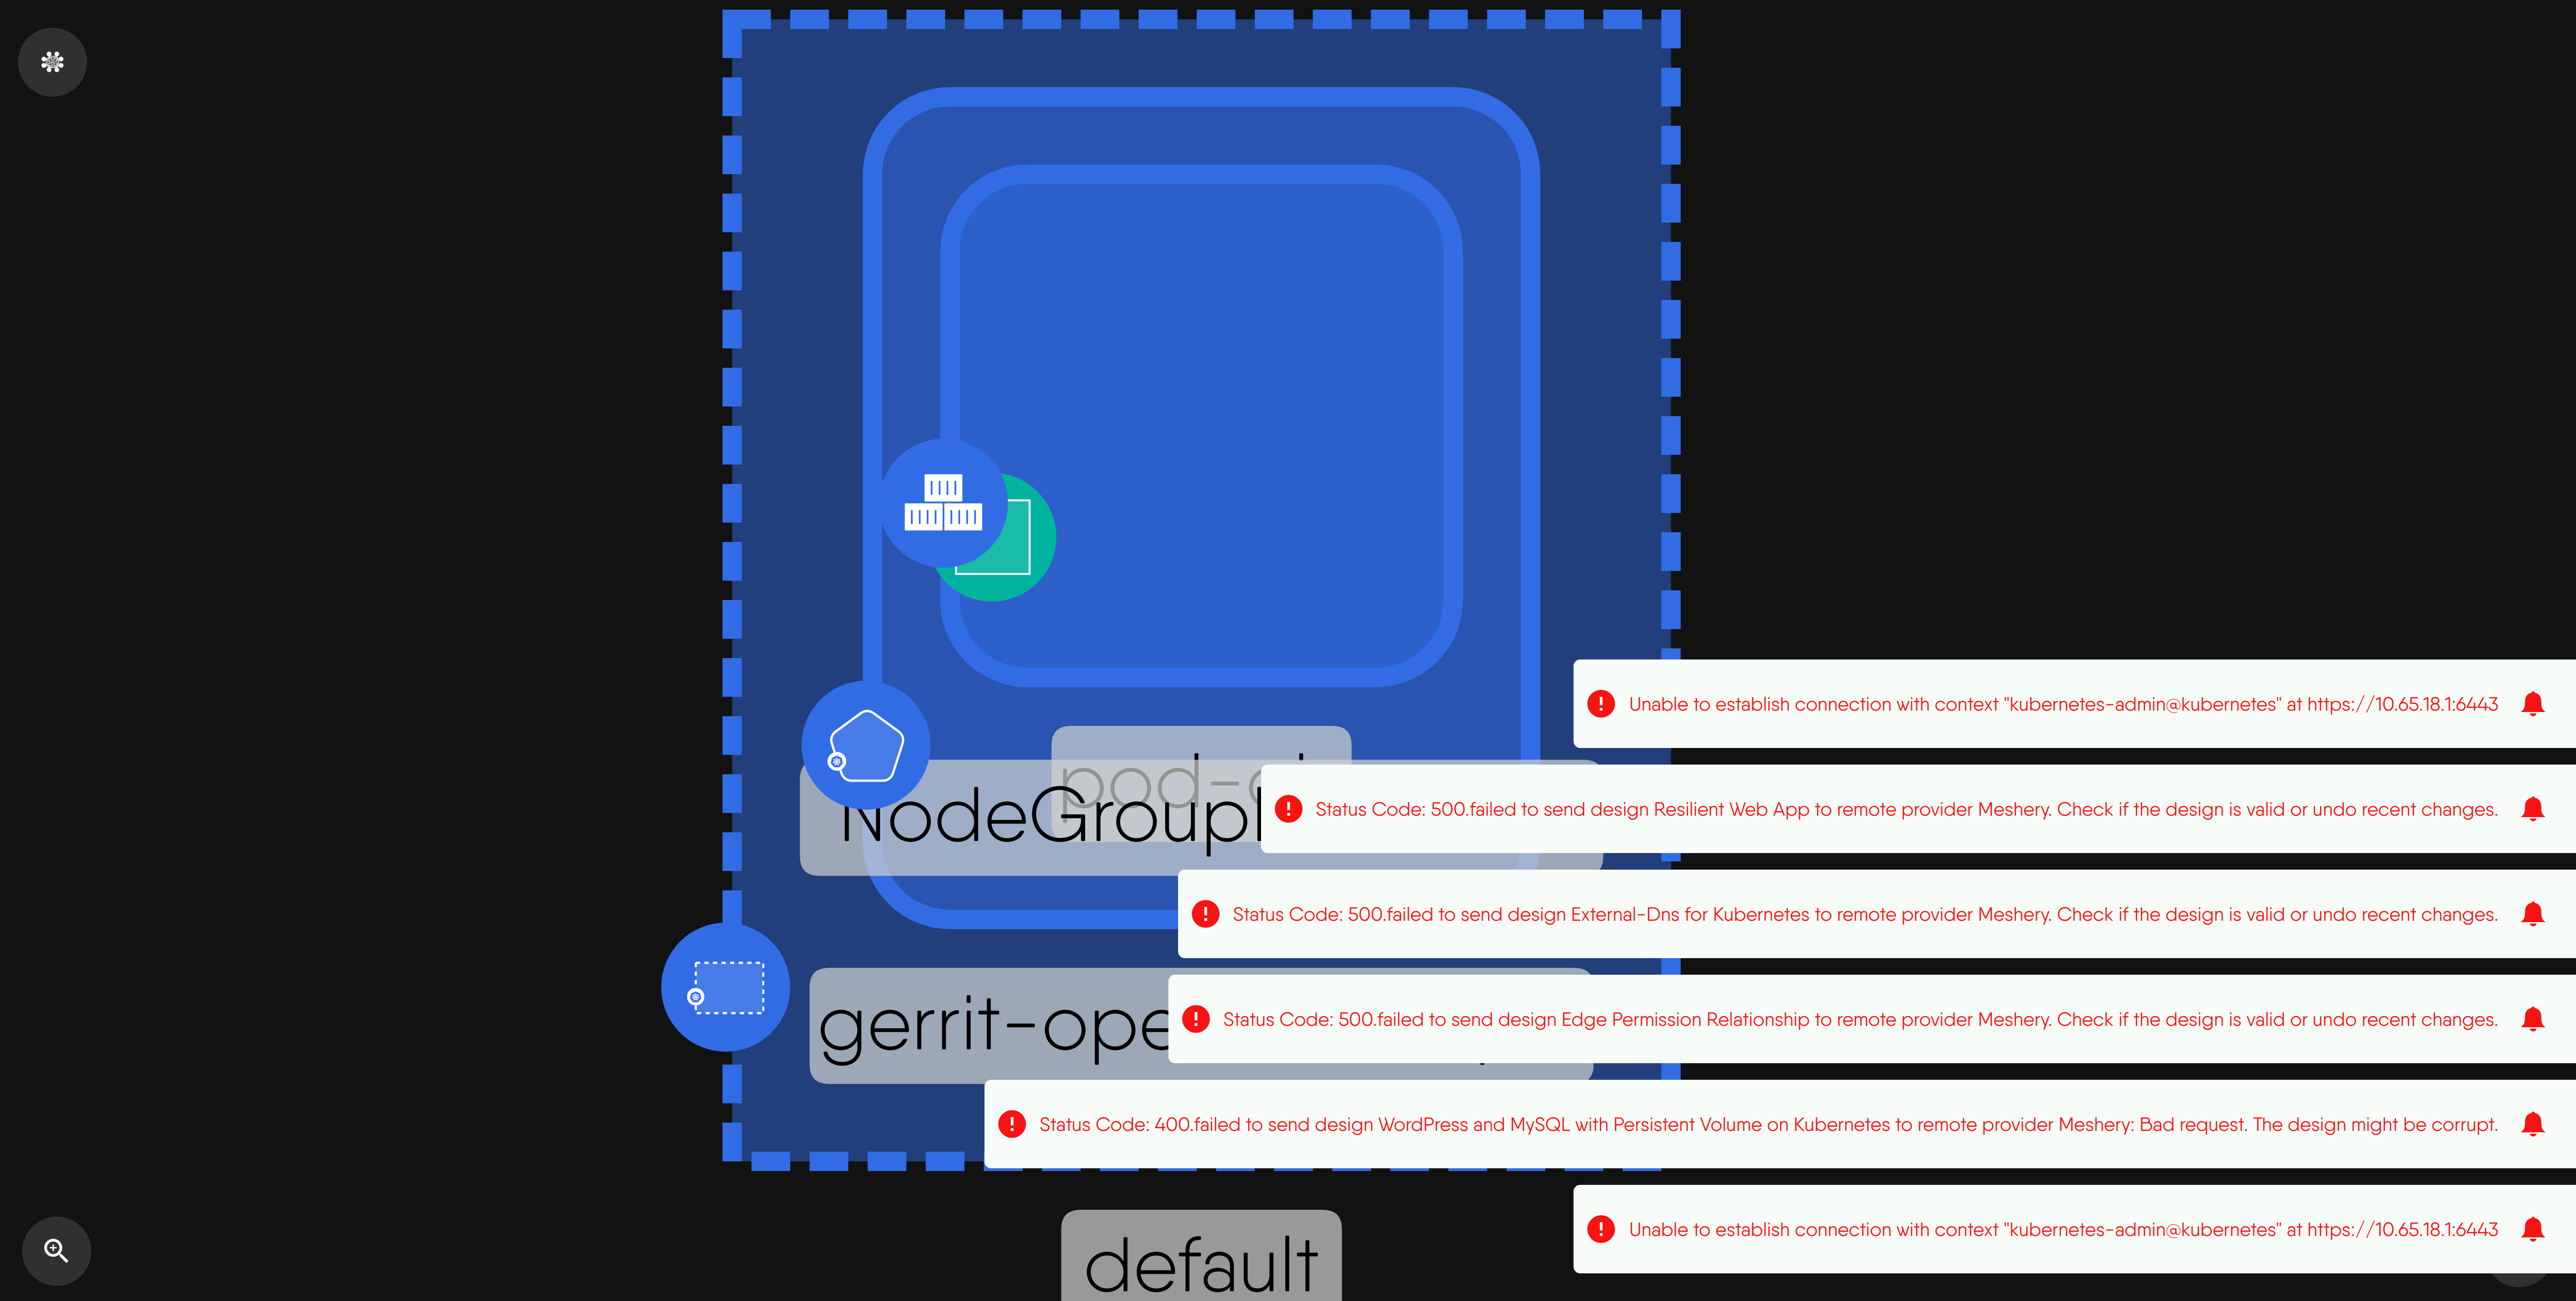 Unable to establish connection with context "kubernetes-admin@kubernetes" at https://10.65.18.1:6443
Status Code: 500.failed to send design Resilient Web App to remote provider Meshery. Check if the design is valid or undo recent changes.
Status Code: 500.failed to send design External-Dns for Kubernetes to remote provider Meshery. Check if the design is valid or undo recent changes.
gerrit-ope
Status Code: 500.failed to send design Edge Permission Relationship to remote provider Meshery. Check if the design is valid or undo recent changes.
Status Code: 400.failed to send design WordPress and MySQL with Persistent Volume on Kubernetes to remote provider Meshery: Bad request. The design might be corrupt.
Unable to establish connection with context "kubernetes-admin@kubernetes" at https://10.65.18.1:6443
default